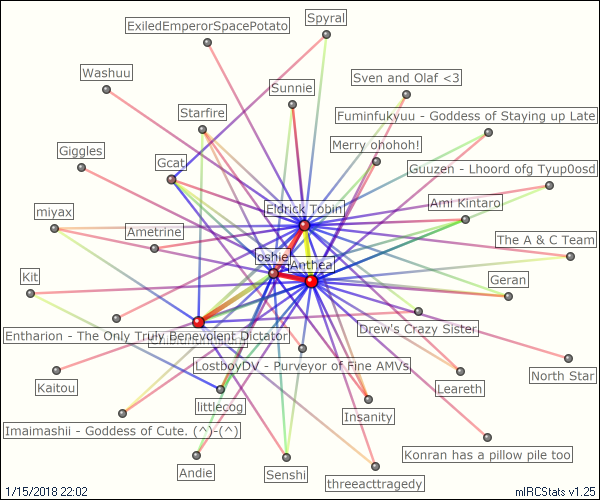 ExiledEmperorSpacePotato
Spyral
Washuu
Sunnie
Sven and Olaf <3
Starfire
Fuminfukyuu - Goddess of Staying up Late
Merry ohohoh!
Giggles
Gcat
Guuzen - Lhoord ofg Tyup0osd
miyax
Eldrick Tobin
Ami Kintaro
Ametrine
The A & C Team
oshie
Anthea
Kit
Geran
Drew's Crazy Sister
Entharion - The Only Truly Benevolent Dictator
LostboyDV - Purveyor of Fine AMVs
Kaitou
North Star
Leareth
littlecog
Insanity
Imaimashii - Goddess of Cute. (^)-(^)
Konran has a pillow pile too
Andie
Senshi
threeacttragedy
1/15/2018 22:02
mIRCStats v1.25